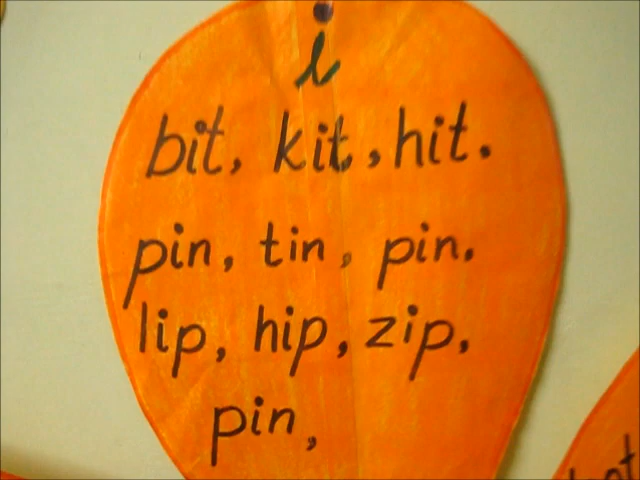 i
bit, kit, hit.
pin, tin, pin.
lip, hip, zip,
pin,